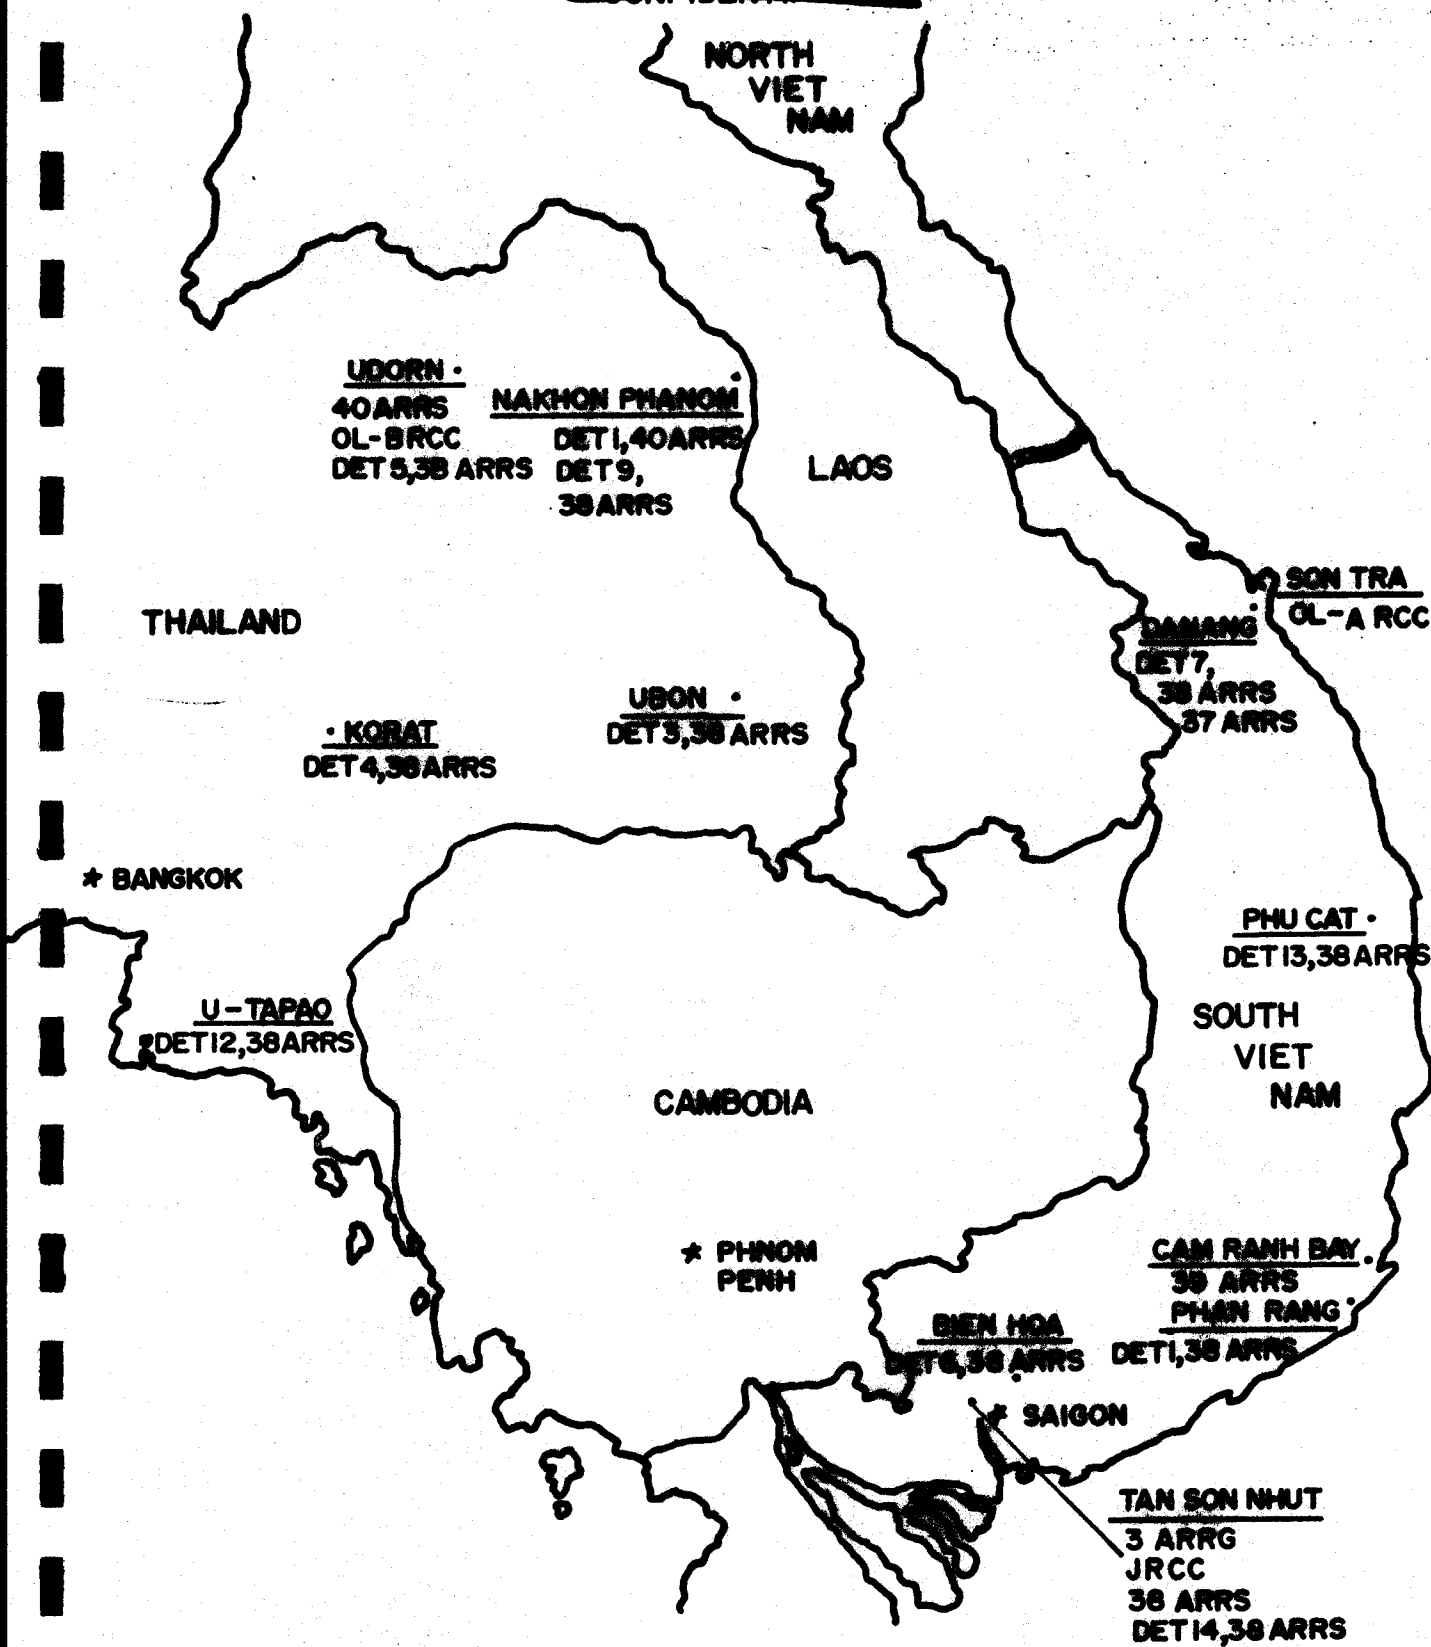 NORTH
VIET
NAM
UDORN
40 ARRS
OL-B RCC
DET 5,38 ARRS
NAKHON PHANOM
DET 1,40 ARRS
DET 9,
38 ARRS
LAOS
THAILAND
SON TRA
OL-A RCC
DANANG
DET 7,
38 ARRS
37 ARRS
UBON
DET 3,38 ARRS
KORAT
DET 4,38 ARRS
* BANGKOK
PHU CAT
DET 13,38 ARRS
U-TAPAO
DET 12,38 ARRS
SOUTH
VIET
NAM
CAMBODIA
* PHNOM
PENH
CAM RANH BAY
39 ARRS
PHAN RANG
DET 1,38 ARRS
BIEN HOA
DET 6,38 ARRS
* SAIGON
TAN SON NHUT
3 ARRG
JRCC
38 ARRS
DET 14,38 ARRS